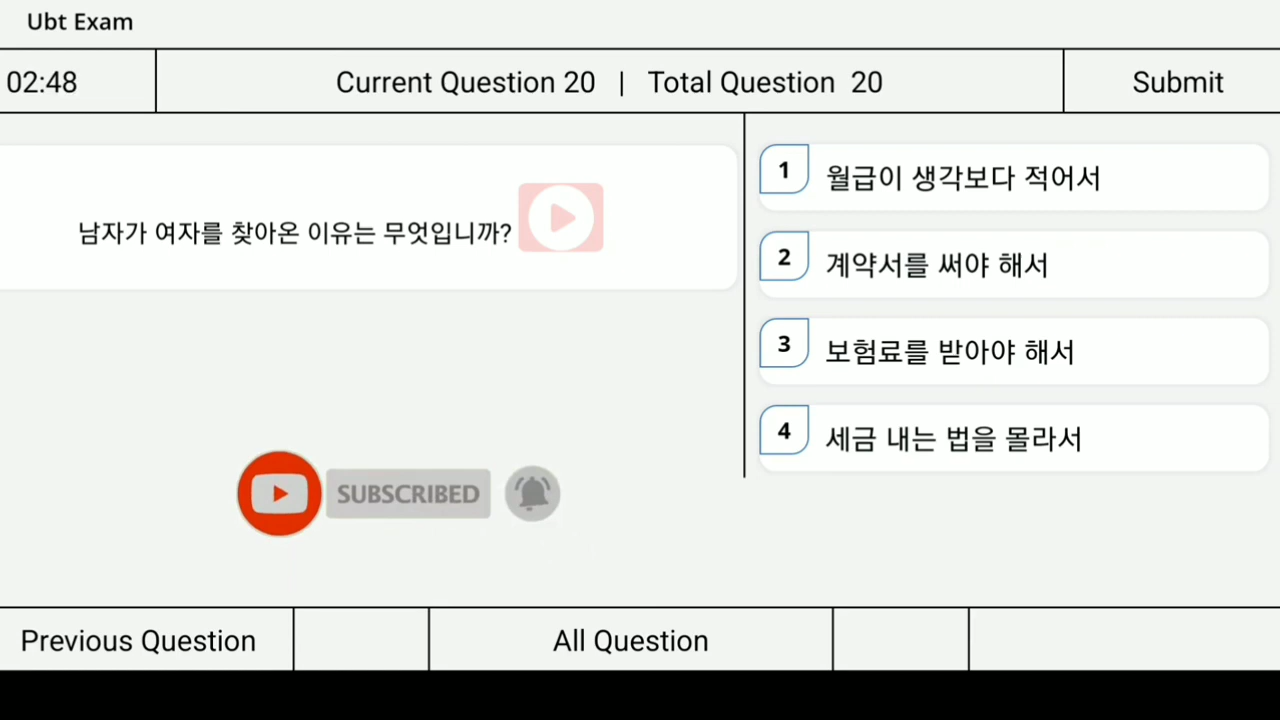 Ubt Exam
02:48
Current Question 20 | Total Question 20
Submit
남자가 여자를 찾아온 이유는 무엇입니까?
1 월급이 생각보다 적어서
2 계약서를 써야 해서
3 보험료를 받아야 해서
4 세금 내는 법을 몰라서
SUBSCRIBED
Previous Question
All Question